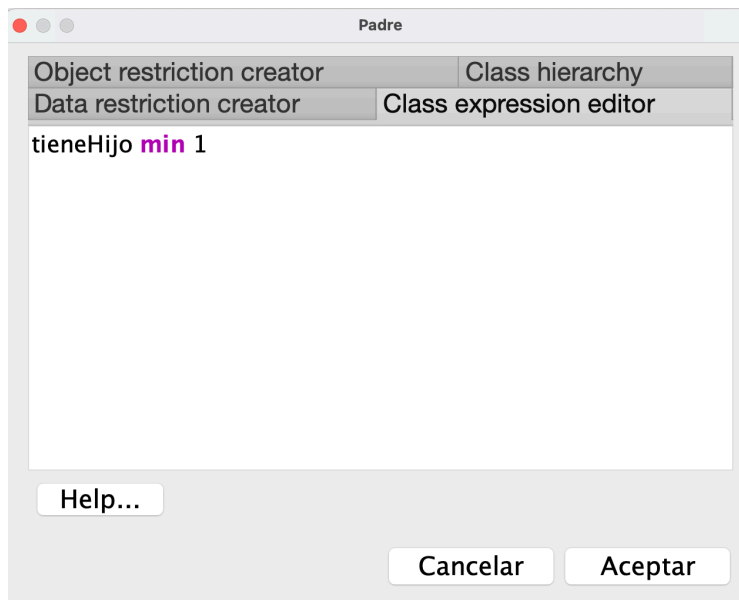 Padre
Object restriction creator
Class hierarchy
Data restriction creator
Class expression editor
tieneHijo min 1
Help...
Cancelar
Aceptar